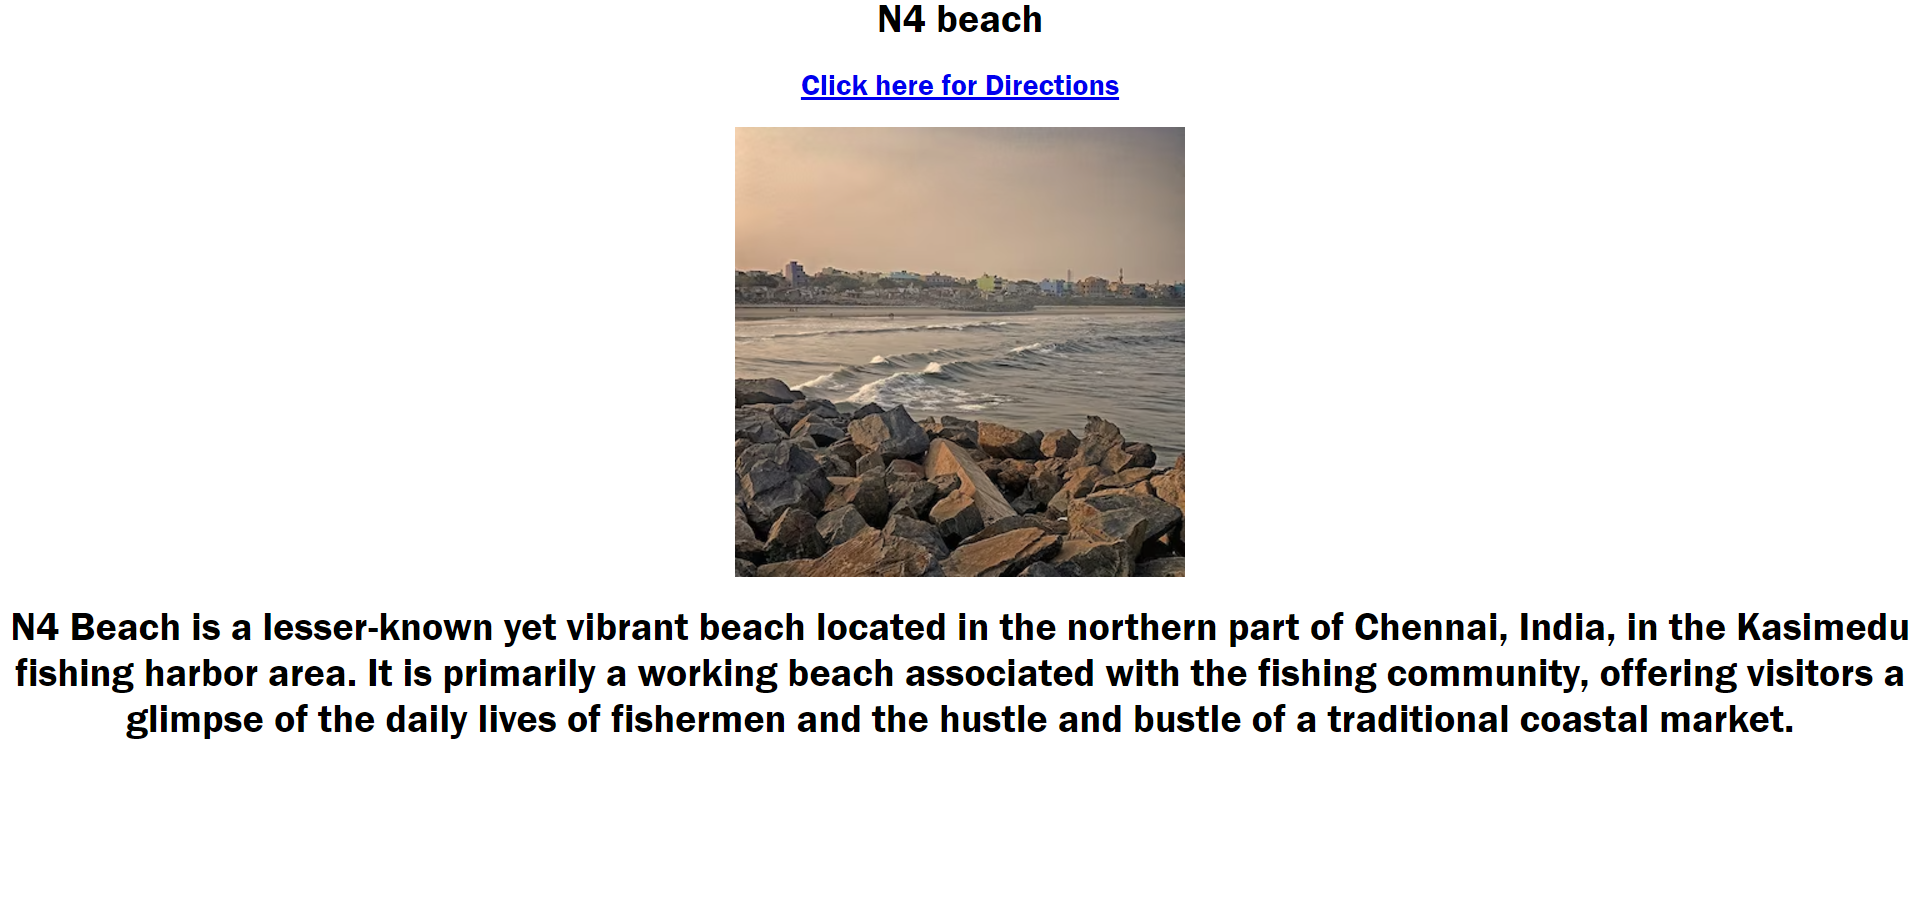 N4 beach
Click here for Directions
N4 Beach is a lesser-known yet vibrant beach located in the northern part of Chennai, India, in the Kasimedu
fishing harbor area. It is primarily a working beach associated with the fishing community, offering visitors a
glimpse of the daily lives of fishermen and the hustle and bustle of a traditional coastal market.